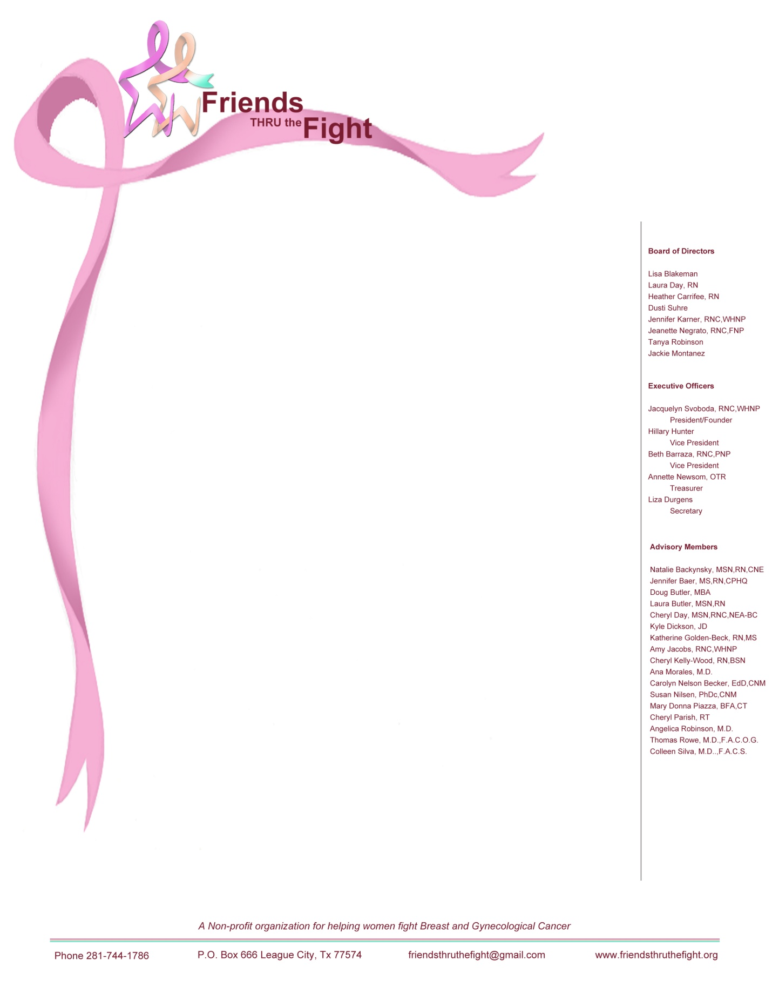 Friends
THRU the Fight
Board of Directors
Lisa Blakeman
Laura Day, RN
Heather Carrifee, RN
Dusti Suhre
Jennifer Karner, RNC,WHNP
Jeanette Negrato, RNC,FNP
Tanya Robinson
Jackie Montanez
Executive Officers
Jacquelyn Svoboda, RNC,WHNP
President/Founder
Hillary Hunter
Vice President
Beth Barraza, RNC,PNP
Vice President
Annette Newsom, OTR
Treasurer
Liza Durgens
Secretary
Advisory Members
Natalie Backynsky, MSN,RN,CNE
Jennifer Baer, MS,RN,CPHQ
Doug Butler, MBA
Laura Butler, MSN,RN
Cheryl Day, MSN,RNC,NEA-BC
Kyle Dickson, JD
Katherine Golden-Beck, RN,MS
Amy Jacobs, RNC,WHNP
Cheryl Kelly-Wood, RN,BSN
Ana Morales, M.D.
Carolyn Nelson Becker, EdD,CNM
Susan Nilsen, PhDc,CNM
Mary Donna Piazza, BFA,CT
Cheryl Parish, RT
Angelica Robinson, M.D.
Thomas Rowe, M.D.,F.A.C.O.G.
Colleen Silva, M.D..,F.A.C.S.
A Non-profit organization for helping women fight Breast and Gynecological Cancer
Phone 281-744-1786 P.O. Box 666 League City, Tx 77574 friendsthruthefight@gmail.com www.friendsthruthefight.org